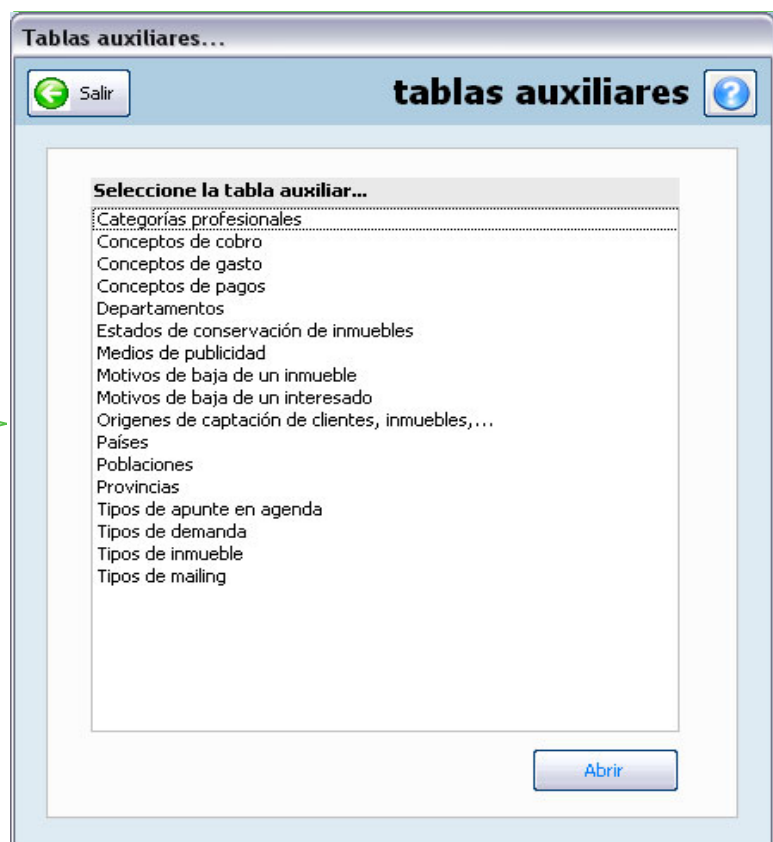 Tablas auxiliares...
Salir
tablas auxiliares
?
Seleccione la tabla auxiliar...
Categorías profesionales
Conceptos de cobro
Conceptos de gasto
Conceptos de pagos
Departamentos
Estados de conservación de inmuebles
Medios de publicidad
Motivos de baja de un inmueble
Motivos de baja de un interesado
Origenes de captación de clientes, inmuebles,...
Países
Poblaciones
Provincias
Tipos de apunte en agenda
Tipos de demanda
Tipos de inmueble
Tipos de mailing
Abrir